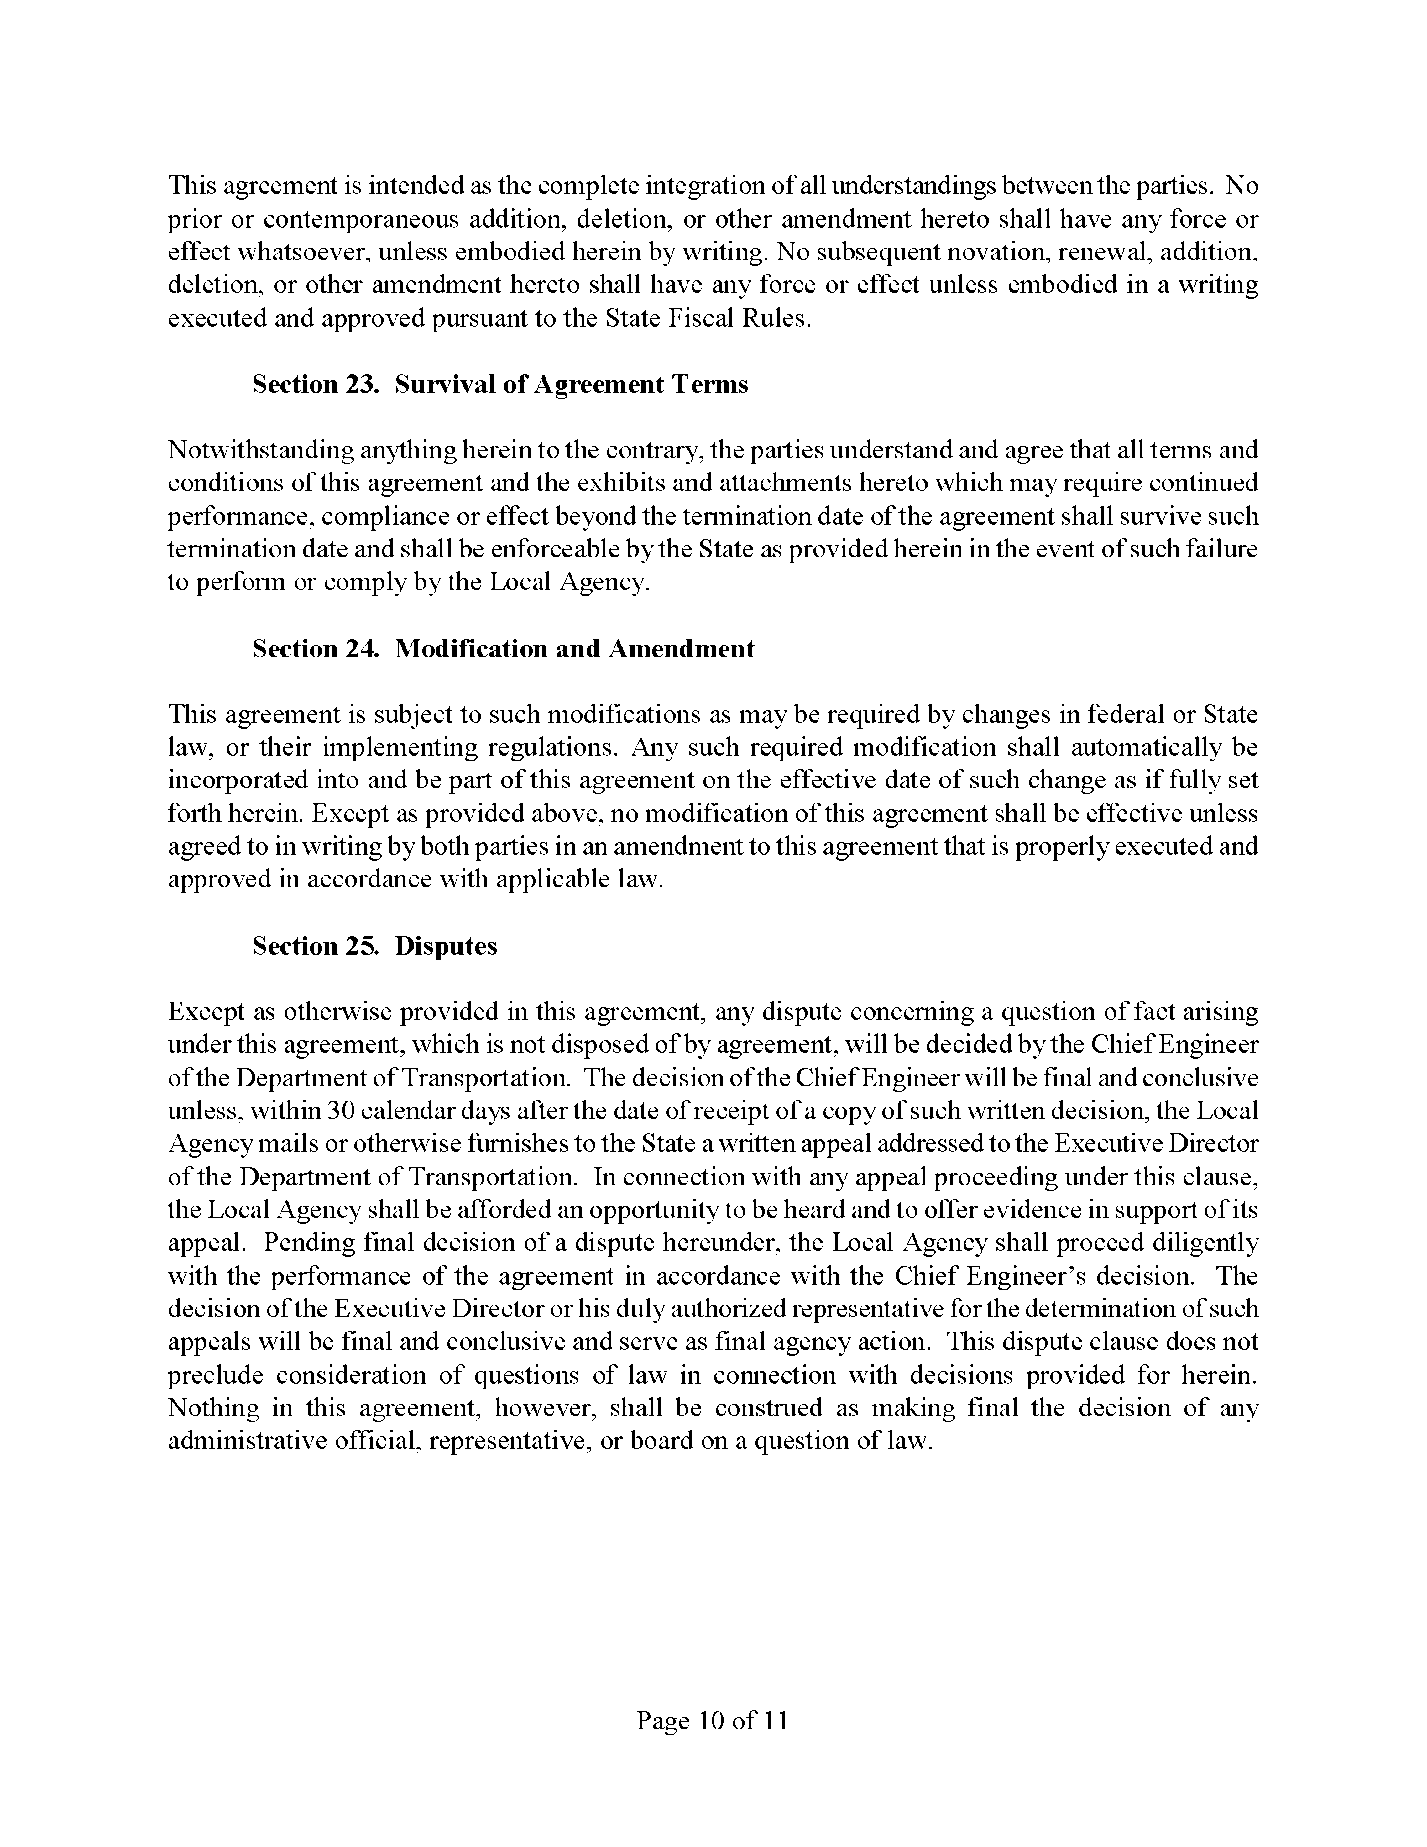 This agreement is intended as the complete integration of all understandings between the parties.  No
prior or contemporaneous addition, deletion, or other amendment hereto shall have any force or
effect whatsoever, unless embodied herein by writing. No subsequent novation, renewal, addition,
deletion, or other amendment hereto shall have any force or effect unless embodied in a writing
executed and approved pursuant to the State Fiscal Rules.
Section 23.  Survival of Agreement Terms
Notwithstanding anything herein to the contrary, the parties understand and agree that all terms and
conditions of this agreement and the exhibits and attachments hereto which may require continued
performance, compliance or effect beyond the termination date of the agreement shall survive such
termination date and shall be enforceable by the State as provided herein in the event of such failure
to perform or comply by the Local Agency.
Section 24.  Modification and Amendment
This agreement is subject to such modifications as may be required by changes in federal or State
law, or their implementing regulations. Any such required modification shall automatically be
incorporated into and be part of this agreement on the effective date of such change as if fully set
forth herein. Except as provided above, no modification of this agreement shall be effective unless
agreed to in writing by both parties in an amendment to this agreement that is properly executed and
approved in accordance with applicable law.
Section 25.  Disputes
Except as otherwise provided in this agreement, any dispute concerning a question of fact arising
under this agreement, which is not disposed of by agreement, will be decided by the Chief Engineer
of the Department of Transportation.  The decision of the Chief Engineer will be final and conclusive
unless, within 30 calendar days after the date of receipt of a copy of such written decision, the Local
Agency mails or otherwise furnishes to the State a written appeal addressed to the Executive Director
of the Department of Transportation.  In connection with any appeal proceeding under this clause,
the Local Agency shall be afforded an opportunity to be heard and to offer evidence in support of its
appeal.  Pending final decision of a dispute hereunder, the Local Agency shall proceed diligently
with the performance of the agreement in accordance with the Chief Engineer’s decision.  The
decision of the Executive Director or his duly authorized representative for the determination of such
appeals will be final and conclusive and serve as final agency action.  This dispute clause does not
preclude consideration of questions of law in connection with decisions provided for herein.
Nothing in this agreement, however, shall be construed as making final the decision of any
administrative official, representative, or board on a question of law.
Page 10 of 11